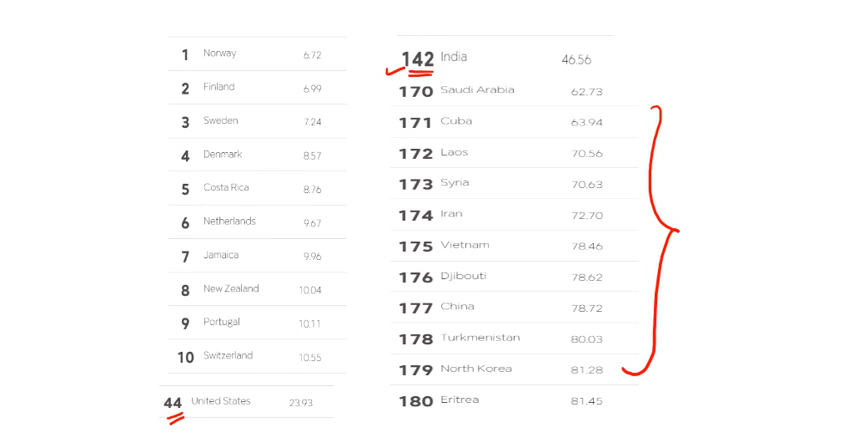 1 Norway 6.72
2 Finland 6.99
3 Sweden 7.24
4 Denmark 8.57
5 Costa Rica 8.76
6 Netherlands 9.67
7 Jamaica 9.96
8 New Zealand 10.04
9 Portugal 10.11
10 Switzerland 10.55
44 United States 23.93
142 India 46.56
170 Saudi Arabia 62.73
171 Cuba 63.94
172 Laos 70.56
173 Syria 70.63
174 Iran 72.70
175 Vietnam 78.46
176 Djibouti 78.62
177 China 78.72
178 Turkmenistan 80.03
179 North Korea 81.28
180 Eritrea 81.45